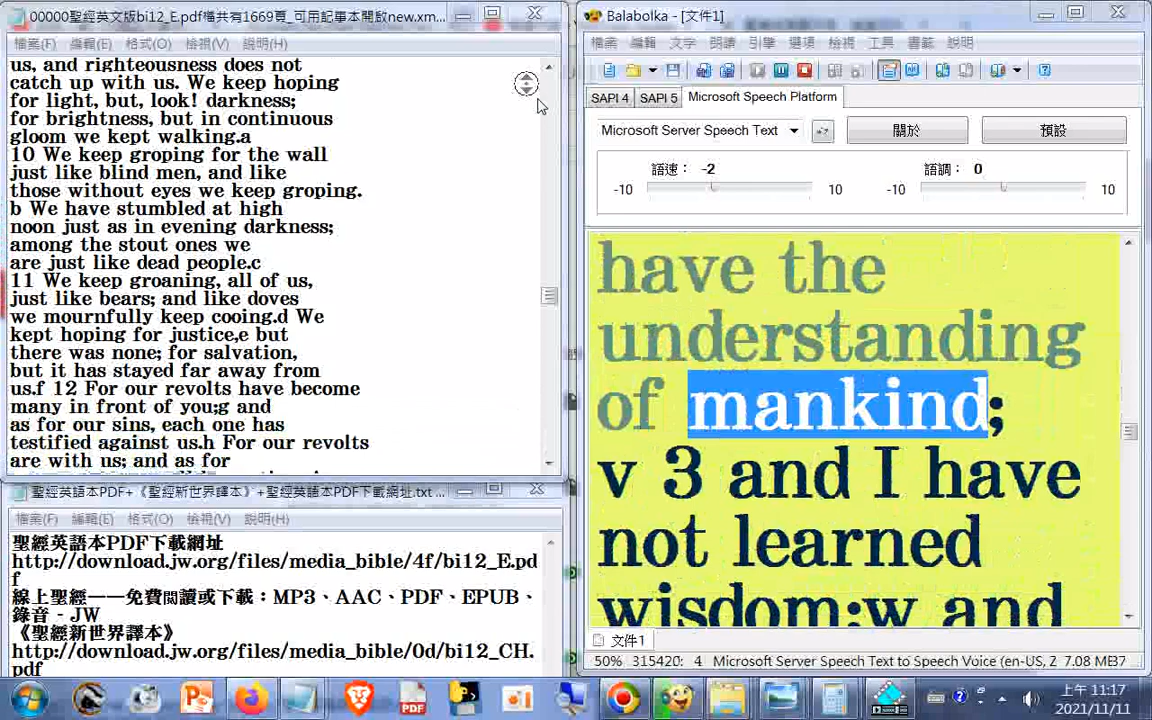 00000聖經英文版bi12_E.pdf檔共有1669頁_可用記事本開啟new.xm...
檔案(F) 編輯(E) 格式(O) 檢視(V) 說明(H)
us, and righteousness does not
catch up with us. We keep hoping
for light, but, look! darkness;
for brightness, but in continuous
gloom we kept walking.a
10 We keep groping for the wall
just like blind men, and like
those without eyes we keep groping.
b We have stumbled at high
noon just as in evening darkness;
among the stout ones we
are just like dead people.c
11 We keep groaning, all of us,
just like bears; and like doves
we mournfully keep cooing.d We
kept hoping for justice,e but
there was none; for salvation,
but it has stayed far away from
us.f 12 For our revolts have become
many in front of you;g and
as for our sins, each one has
testified against us.h For our revolts
are with us; and as for
聖經英語本PDF+《聖經新世界譯本》+聖經英語本PDF下載網址.txt ...
檔案(F) 編輯(E) 格式(O) 檢視(V) 說明(H)
聖經英語本PDF下載網址
http://download.jw.org/files/media_bible/4f/bi12_E.pd
f
線上聖經——免費閱讀或下載：MP3、AAC、PDF、EPUB、
錄音 - JW
《聖經新世界譯本》
http://download.jw.org/files/media_bible/0d/bi12_CH.
pdf
Balabolka - [文件1]
檔案 編輯 文字 朗讀 引擎 選項 檢視 工具 書籤 說明
SAPI 4 SAPI 5 Microsoft Speech Platform
Microsoft Server Speech Text 關於 預設
語速： -2 語調： 0
-10 10 -10 10
have the
understanding
of mankind;
v 3 and I have
not learned
wisdom;w and
文件1
50% 315420: 4 Microsoft Server Speech Text to Speech Voice (en-US, Z 7.08 MB
上午 11:17
2021/11/11